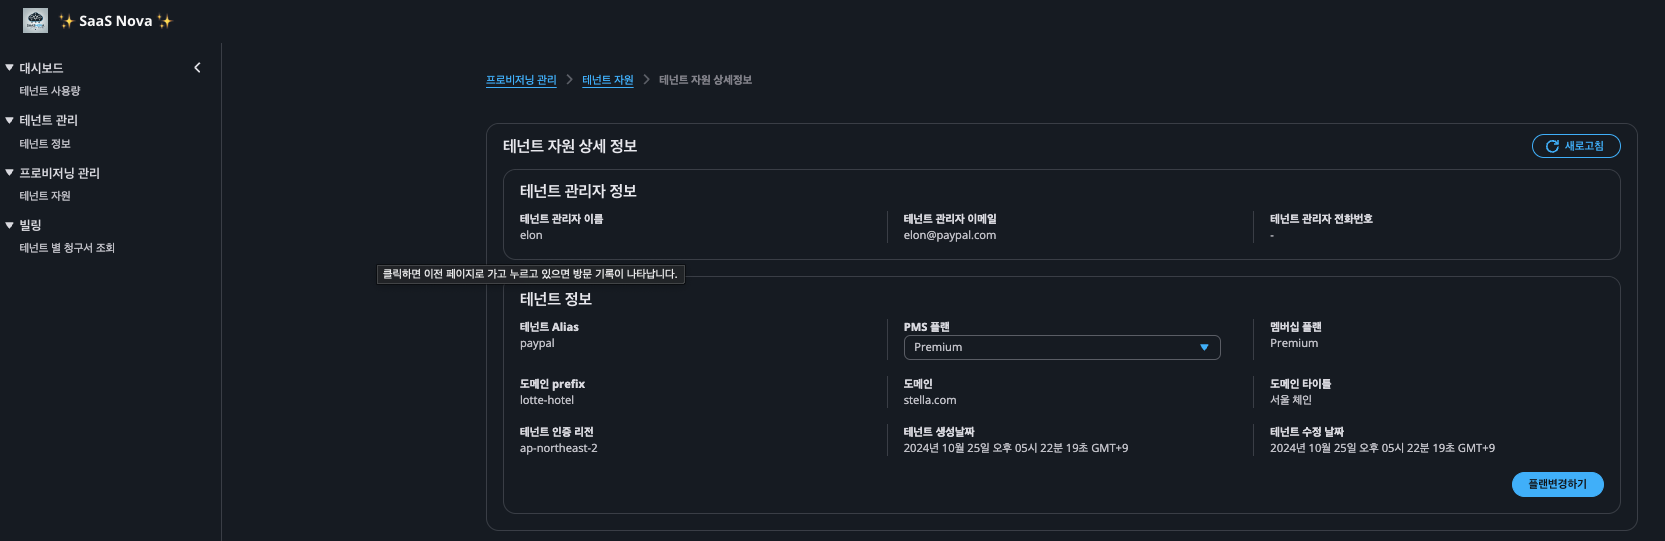 ✨ SaaS Nova ✨
대시보드
테넌트 사용량
테넌트 관리
테넌트 정보
프로비저닝 관리
테넌트 자원
빌링
테넌트 별 청구서 조회
프로비저닝 관리 > 테넌트 자원 > 테넌트 자원 상세정보
테넌트 자원 상세 정보
새로고침
테넌트 관리자 정보
테넌트 관리자 이름
elon
테넌트 관리자 이메일
elon@paypal.com
테넌트 관리자 전화번호
-
클릭하면 이전 페이지로 가고 누르고 있으면 방문 기록이 나타납니다.
테넌트 정보
테넌트 Alias
paypal
PMS 플랜
Premium
멤버십 플랜
Premium
도메인 prefix
lotte-hotel
도메인
stella.com
도메인 타이틀
서울 체인
테넌트 인증 리전
ap-northeast-2
테넌트 생성날짜
2024년 10월 25일 오후 05시 22분 19초 GMT+9
테넌트 수정 날짜
2024년 10월 25일 오후 05시 22분 19초 GMT+9
플랜변경하기